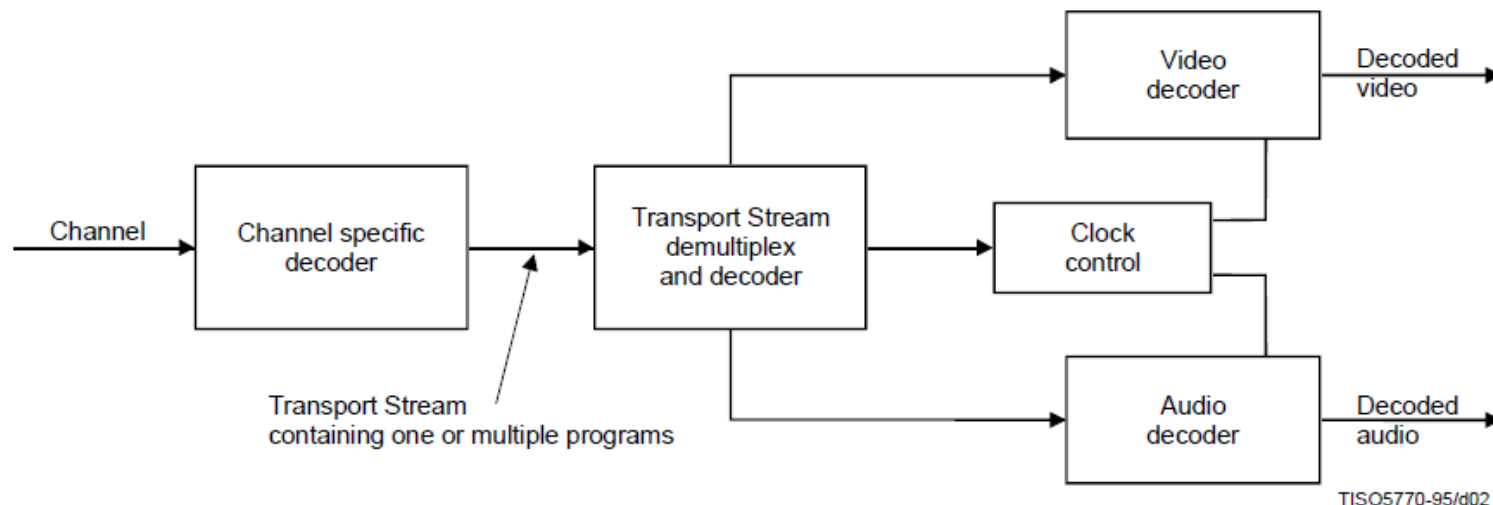 Channel
Channel specific
decoder
Transport Stream
containing one or multiple programs
Transport Stream
demultiplex
and decoder
Clock
control
Video
decoder
Decoded
video
Audio
decoder
Decoded
audio
TISO5770-95/d02